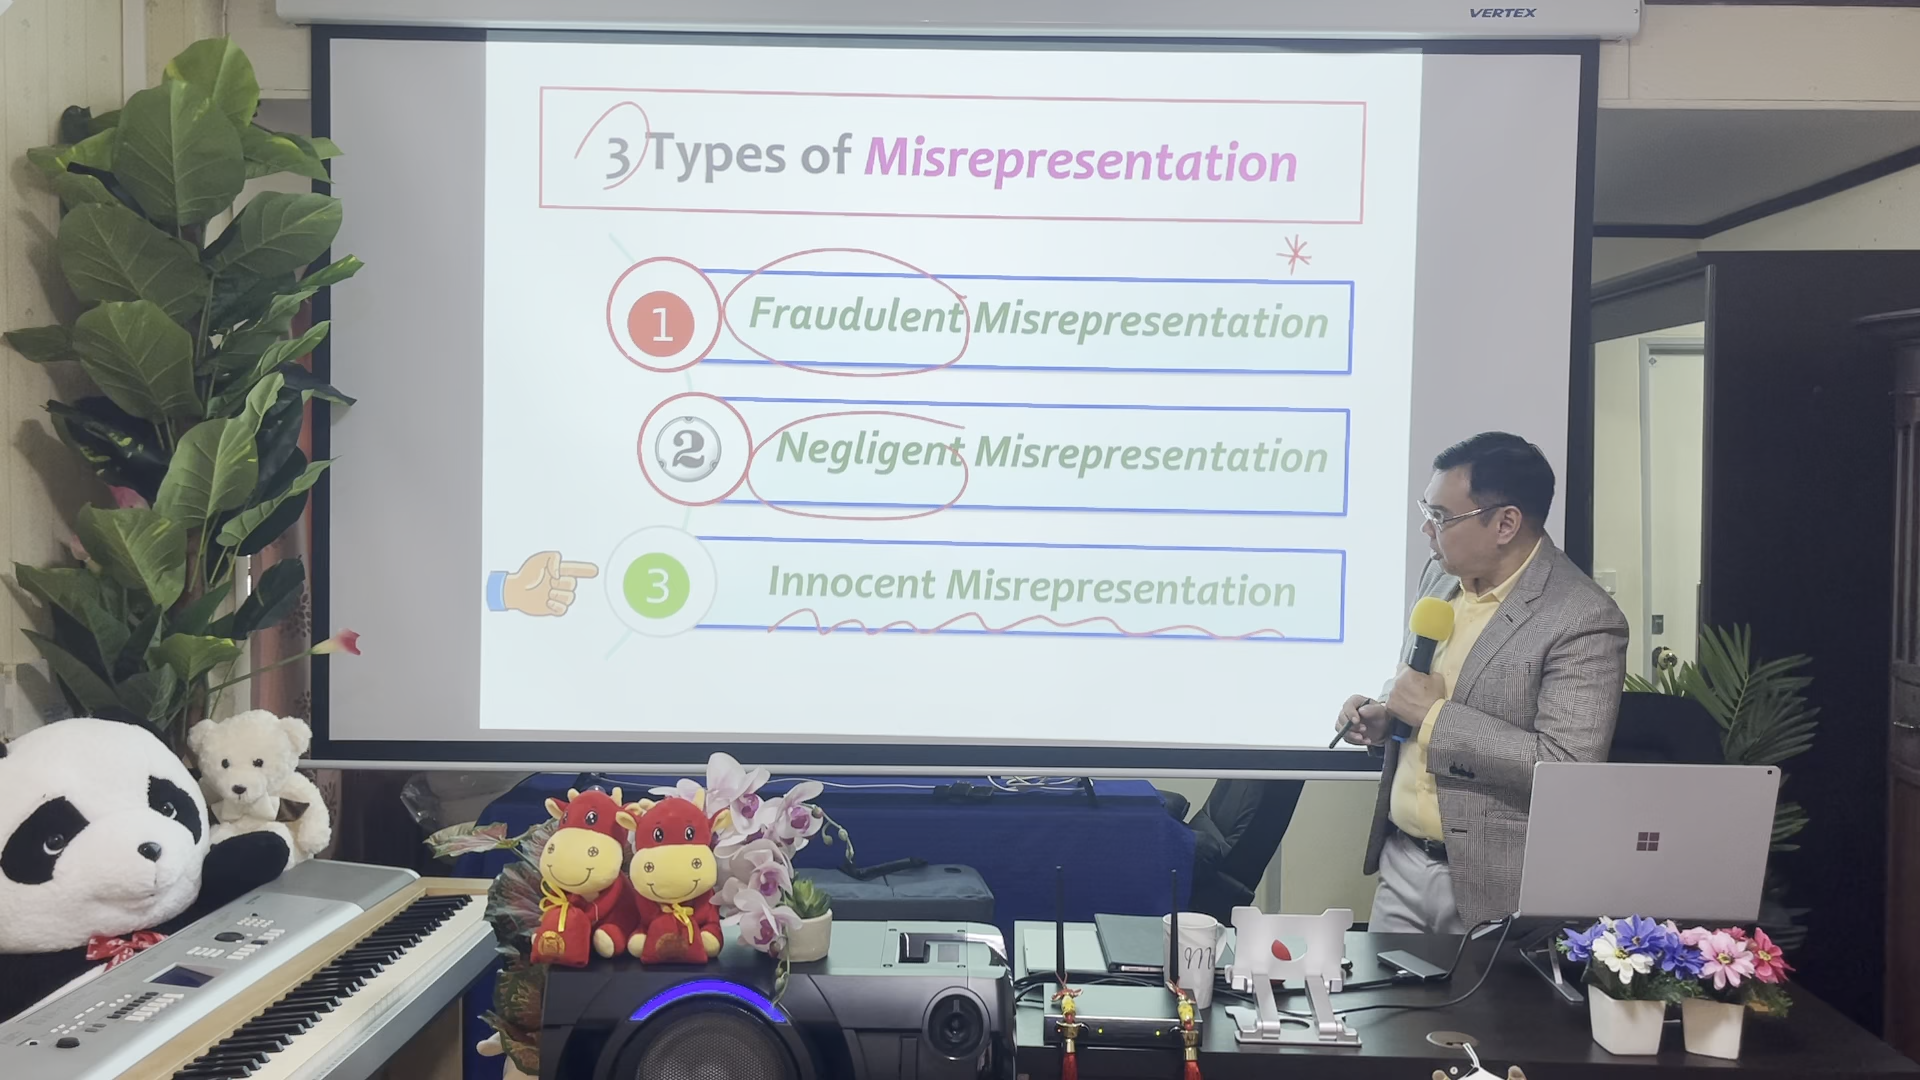 VERTEX
3 Types of Misrepresentation
1 Fraudulent Misrepresentation
2 Negligent Misrepresentation
3 Innocent Misrepresentation